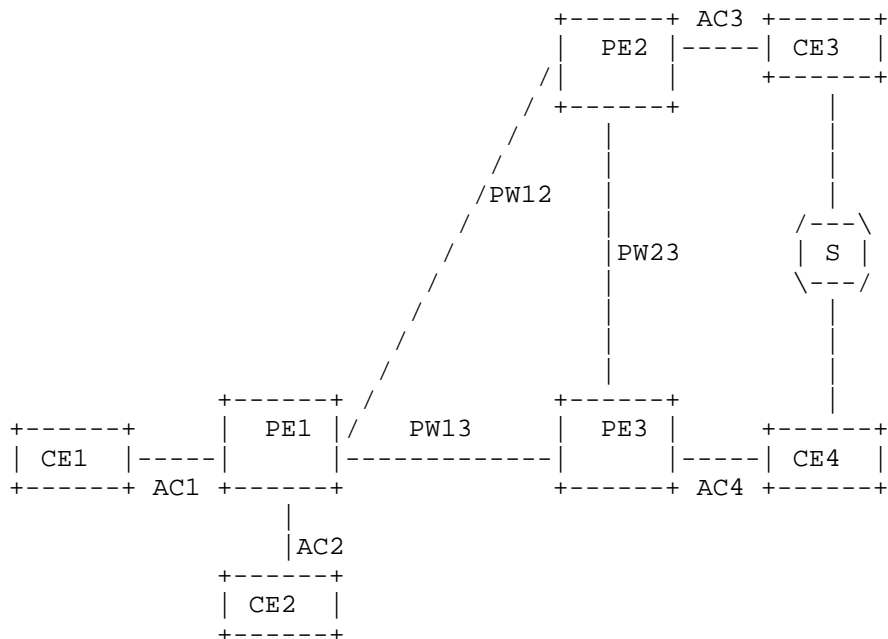 AC3
PE2 CE3
PW12
S
PW23
PE1 PW13 PE3
CE1 CE4
AC1 AC4
AC2
CE2